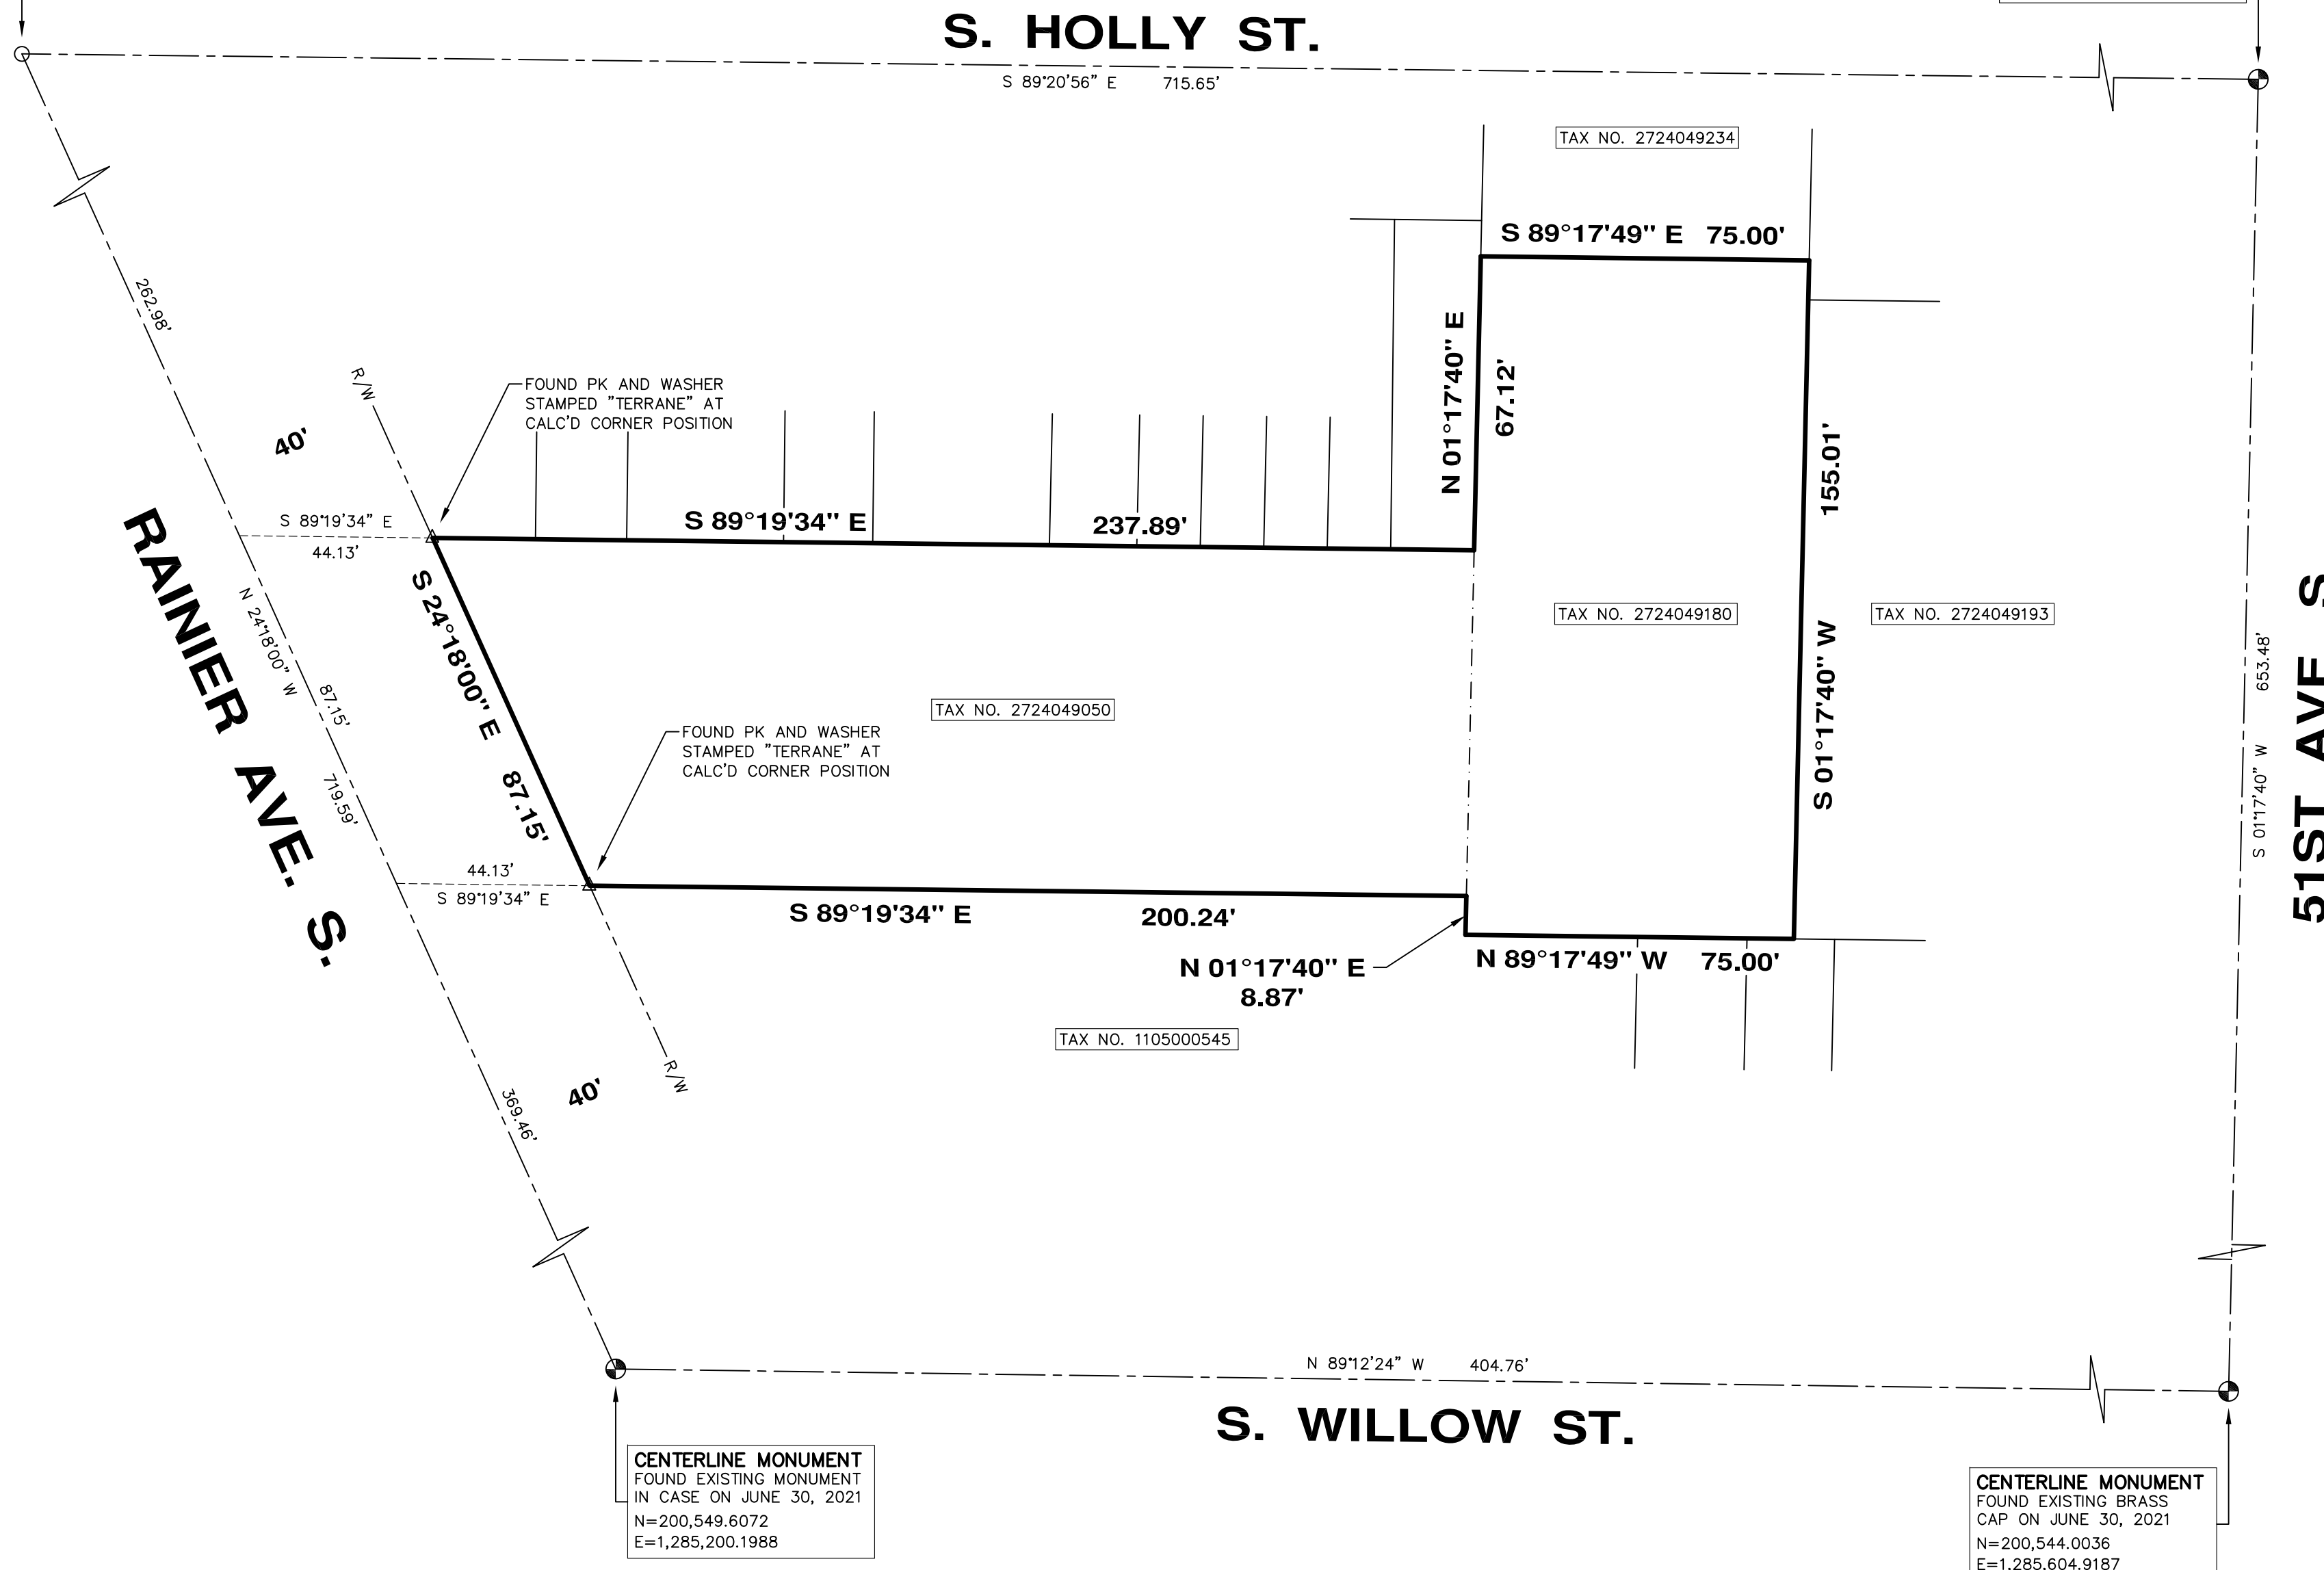 S. HOLLY ST.
S 89°20'56" E 715.65'
TAX NO. 2724049234
S 89°17'49" E 75.00'
262.98'
R/W
FOUND PK AND WASHER
STAMPED "TERRANE" AT
CALC'D CORNER POSITION
40'
N 01°17'40" E
67.12'
155.01'
S 89°19'34" E
44.13'
S 89°19'34" E 237.89'
RAINIER AVE. S.
N 24°18'00" W
87.15'
719.59'
S 24°18'00" E 87.15'
TAX NO. 2724049180
TAX NO. 2724049193
S 01°17'40" W
653.48'
S 01°17'40" W
51ST AVE S
TAX NO. 2724049050
FOUND PK AND WASHER
STAMPED "TERRANE" AT
CALC'D CORNER POSITION
44.13'
S 89°19'34" E
S 89°19'34" E 200.24'
N 01°17'40" E
8.87'
N 89°17'49" W 75.00'
TAX NO. 1105000545
R/W
40'
369.46'
N 89°12'24" W 404.76'
S. WILLOW ST.
CENTERLINE MONUMENT
FOUND EXISTING MONUMENT
IN CASE ON JUNE 30, 2021
N=200,549.6072
E=1,285,200.1988
CENTERLINE MONUMENT
FOUND EXISTING BRASS
CAP ON JUNE 30, 2021
N=200,544.0036
E=1,285,604.9187